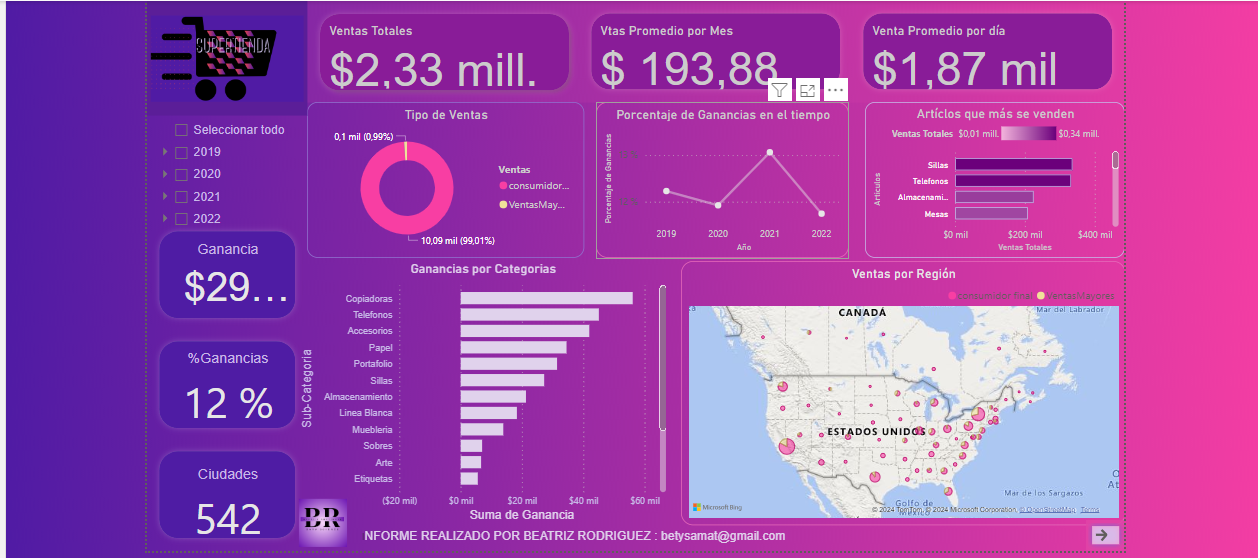 SUPERTIENDA
Ventas Totales
$2,33 mill.
Vtas Promedio por Mes
$ 193,88
Venta Promedio por día
$1,87 mil
Seleccionar todo
2019
2020
2021
2022
Tipo de Ventas
0,1 mil (0,99%)
10,09 mil (99,01%)
Ventas
consumidor...
VentasMay...
Porcentaje de Ganancias en el tiempo
Porcentaje de Ganancias
2019
2020
2021
2022
Año
Artíclos que más se venden
Ventas Totales $0,01 mill. $0,34 mill.
Artículos
Sillas
Telefonos
Almacenami...
Mesas
$0 mil
$200 mil
$400 mil
Ventas Totales
Ganancia
$29...
%Ganancias
12 %
Ciudades
542
Ganancias por Categorias
Sub-Categoria
Copiadoras
Telefonos
Accesorios
Papel
Portafolio
Sillas
Almacenamiento
Linea Blanca
Muebleria
Sobres
Arte
Etiquetas
($20 mil)
$0 mil
$20 mil
$40 mil
$60 mil
Suma de Ganancia
Ventas por Región
consumidor final
VentasMayores
CANADÁ
Mar del Labrador
ESTADOS UNIDOS
Mar de los Sargazos
Golfo de
Microsoft Bing
© 2024 TomTom, © 2024 Microsoft Corporation, © OpenStreetMap Terms
BR
NFORME REALIZADO POR BEATRIZ RODRIGUEZ : betysamat@gmail.com